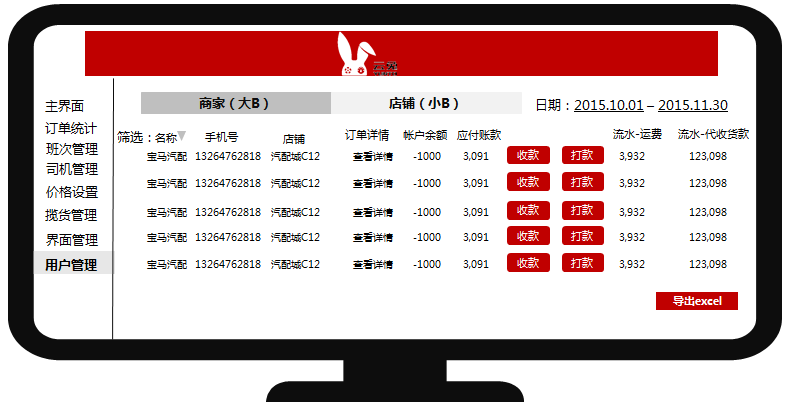 商家（大B） 店铺（小B） 日期：2015.10.01 – 2015.11.30
主界面
订单统计
班次管理
司机管理
价格设置
揽货管理
界面管理
用户管理
筛选：名称 手机号 店铺 订单详情 帐户余额 应付账款 流水-运费 流水-代收货款
宝马汽配 13264762818 汽配城C12 查看详情 -1000 3,091 收款 打款 3,932 123,098
宝马汽配 13264762818 汽配城C12 查看详情 -1000 3,091 收款 打款 3,932 123,098
宝马汽配 13264762818 汽配城C12 查看详情 -1000 3,091 收款 打款 3,932 123,098
宝马汽配 13264762818 汽配城C12 查看详情 -1000 3,091 收款 打款 3,932 123,098
宝马汽配 13264762818 汽配城C12 查看详情 -1000 3,091 收款 打款 3,932 123,098
导出excel